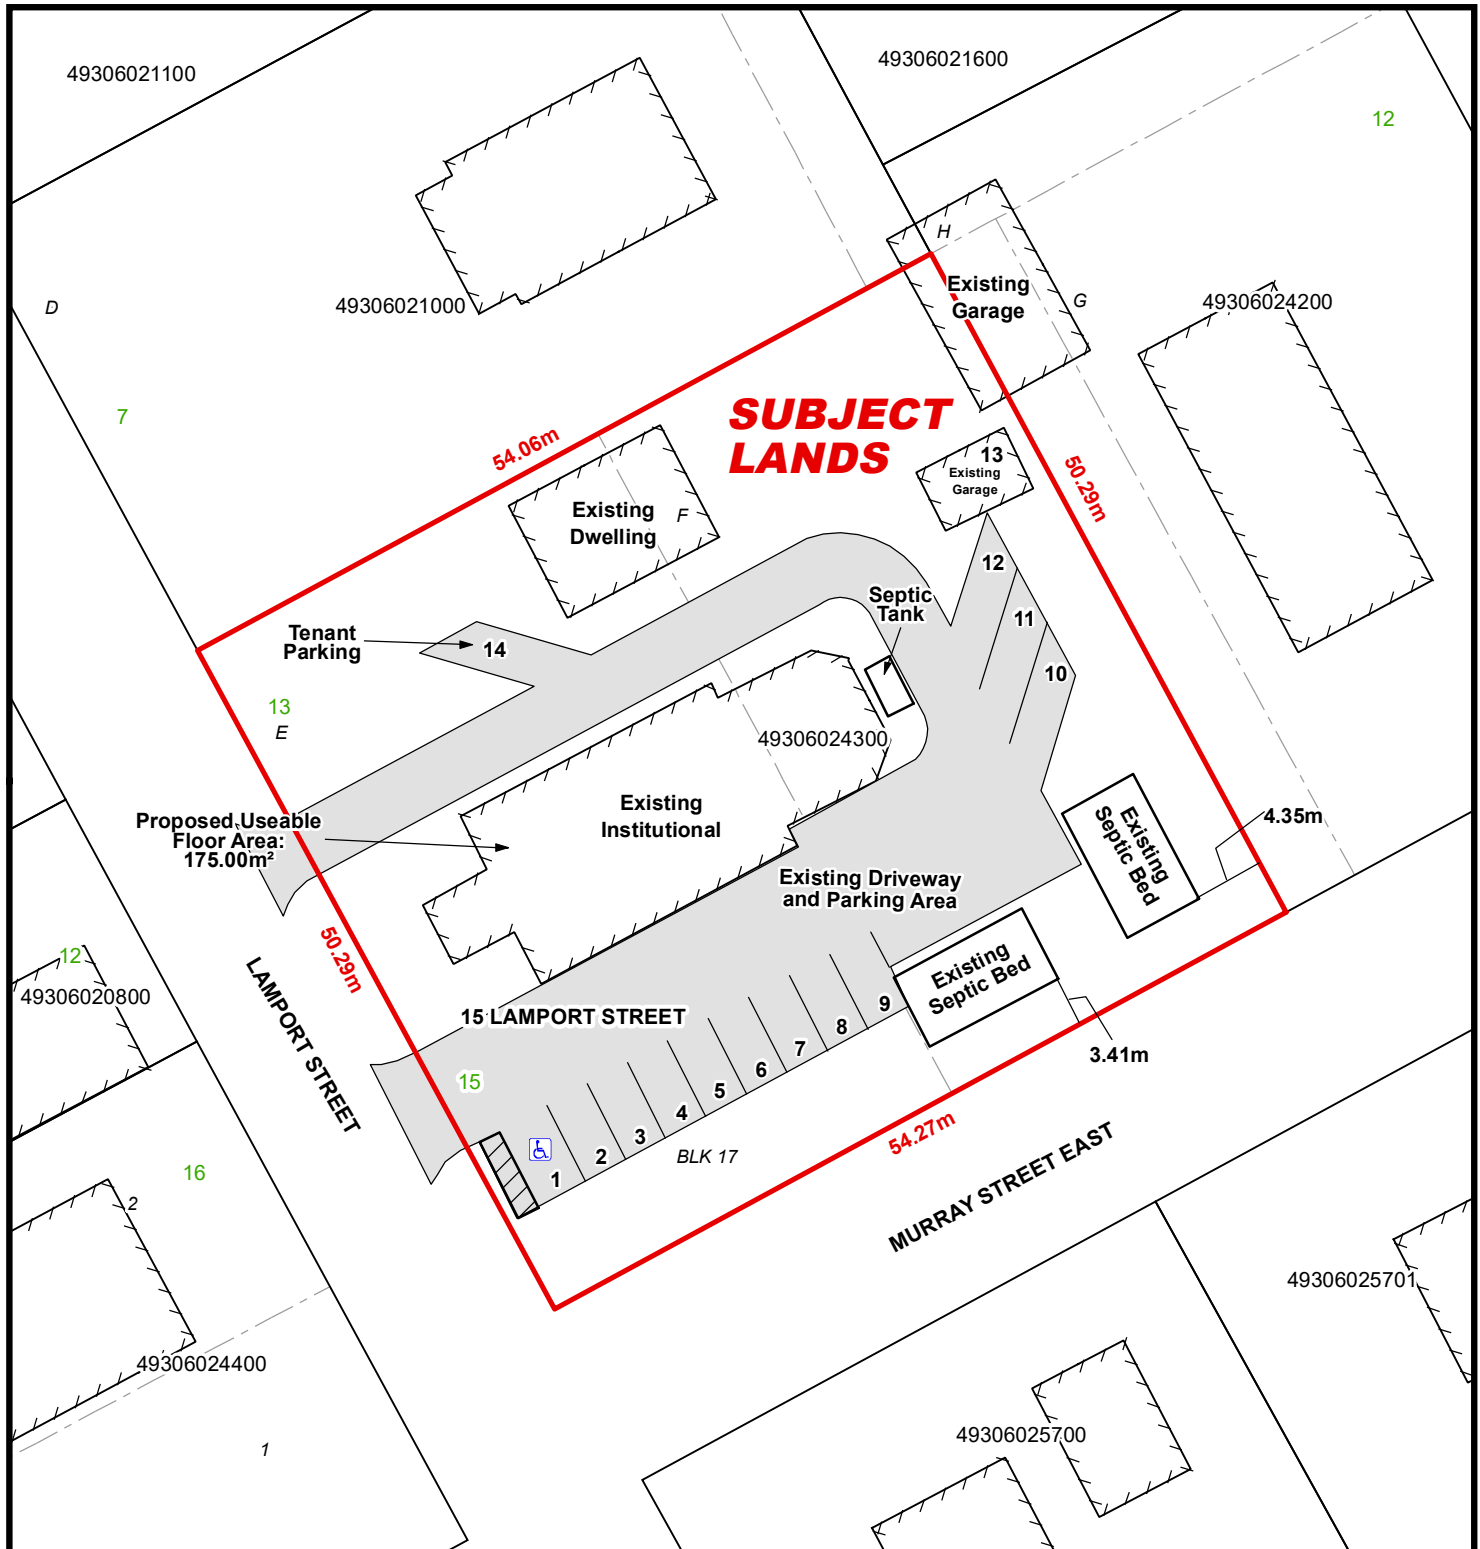 49306021100
49306021600
12
H
D
49306021000
Existing
Garage
G
49306024200
7
SUBJECT
LANDS
54.06m
13
Existing
Garage
50.29m
Existing
Dwelling
F
12
Septic
Tank
11
Tenant
Parking
14
10
13
E
49306024300
Proposed Useable
Floor Area:
175.00m²
Existing
Institutional
4.35m
Existing
Septic Bed
Existing Driveway
and Parking Area
50.29m
12
49306020800
LAMPORT STREET
Existing
Septic Bed
15 LAMPORT STREET
9
8
7
6
5
4
3
2
1
3.41m
15
BLK 17
54.27m
MURRAY STREET EAST
16
2
49306025701
49306024400
1
49306025700